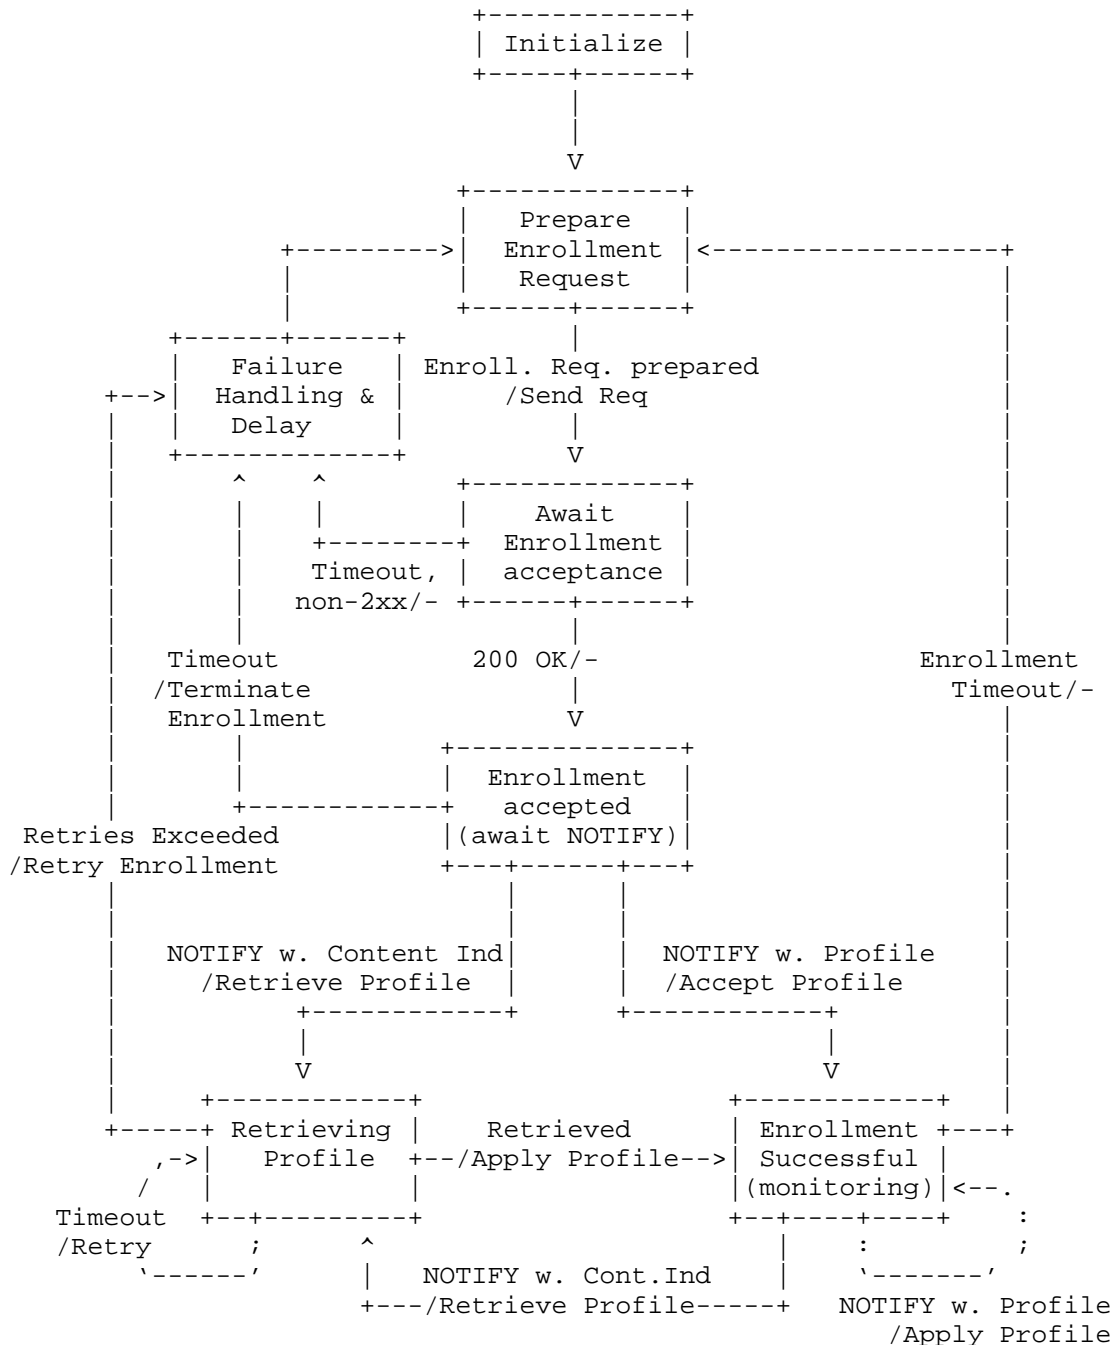 Initialize
Prepare
Enrollment
Request
Failure
Handling &
Delay
Enroll. Req. prepared
/Send Req
Await
Enrollment
acceptance
Timeout,
non-2xx/-
Timeout
/Terminate
Enrollment
200 OK/-
Enrollment
Timeout/-
Enrollment
accepted
(await NOTIFY)
Retries Exceeded
/Retry Enrollment
NOTIFY w. Content Ind
/Retrieve Profile
NOTIFY w. Profile
/Accept Profile
Retrieving
Profile
Retrieved
/Apply Profile
Enrollment
Successful
(monitoring)
Timeout
/Retry
NOTIFY w. Cont.Ind
/Retrieve Profile
NOTIFY w. Profile
/Apply Profile